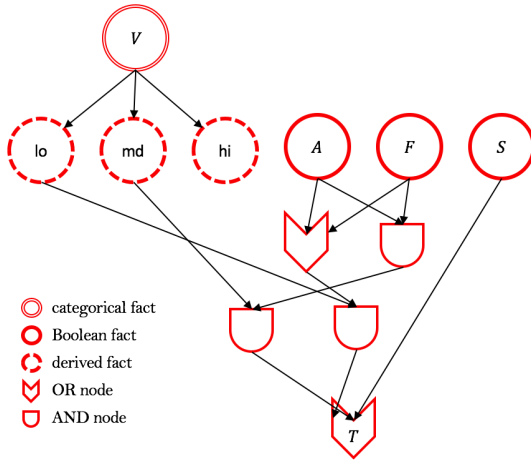 V
lo md hi A F S
categorical fact
Boolean fact
derived fact
OR node
AND node
T